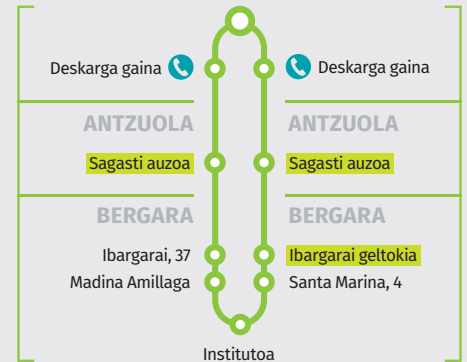 Deskarga gaina
Deskarga gaina
ANTZUOLA
ANTZUOLA
Sagasti auzoa
Sagasti auzoa
BERGARA
BERGARA
Ibargarai, 37
Ibargarai geltokia
Madina Amillaga
Santa Marina, 4
Institutoa